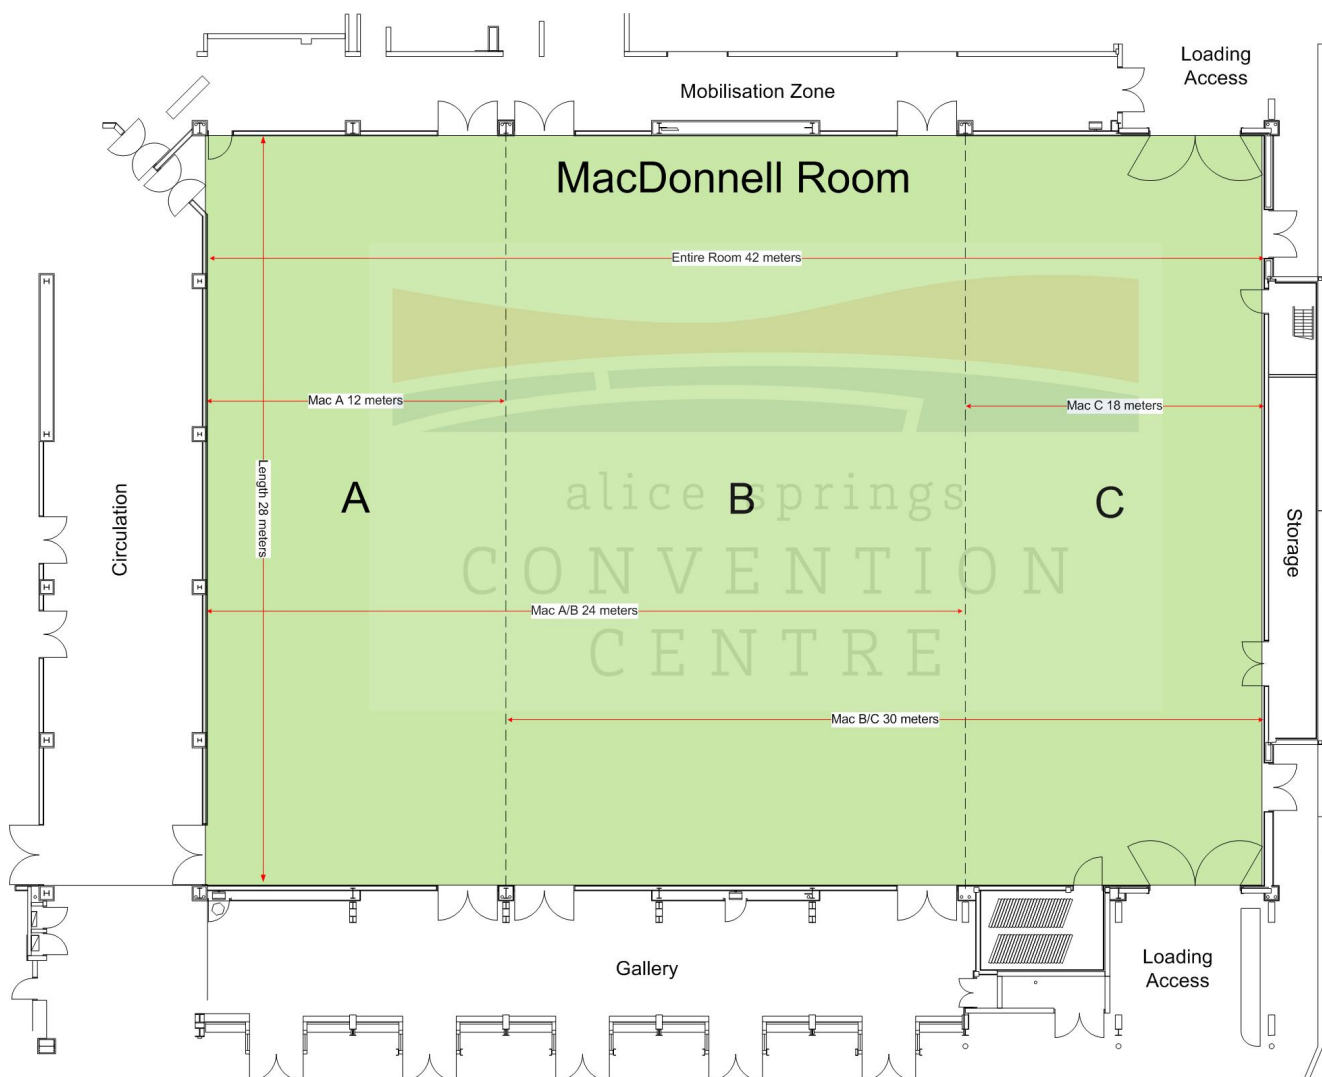 Loading
Access
Mobilisation Zone
MacDonnell Room
Entire Room 42 meters
Mac A 12 meters
Mac C 18 meters
Length 28 meters
A
B
C
alice springs
CONVENTION
CENTRE
Circulation
Storage
Mac A/B 24 meters
Mac B/C 30 meters
Gallery
Loading
Access